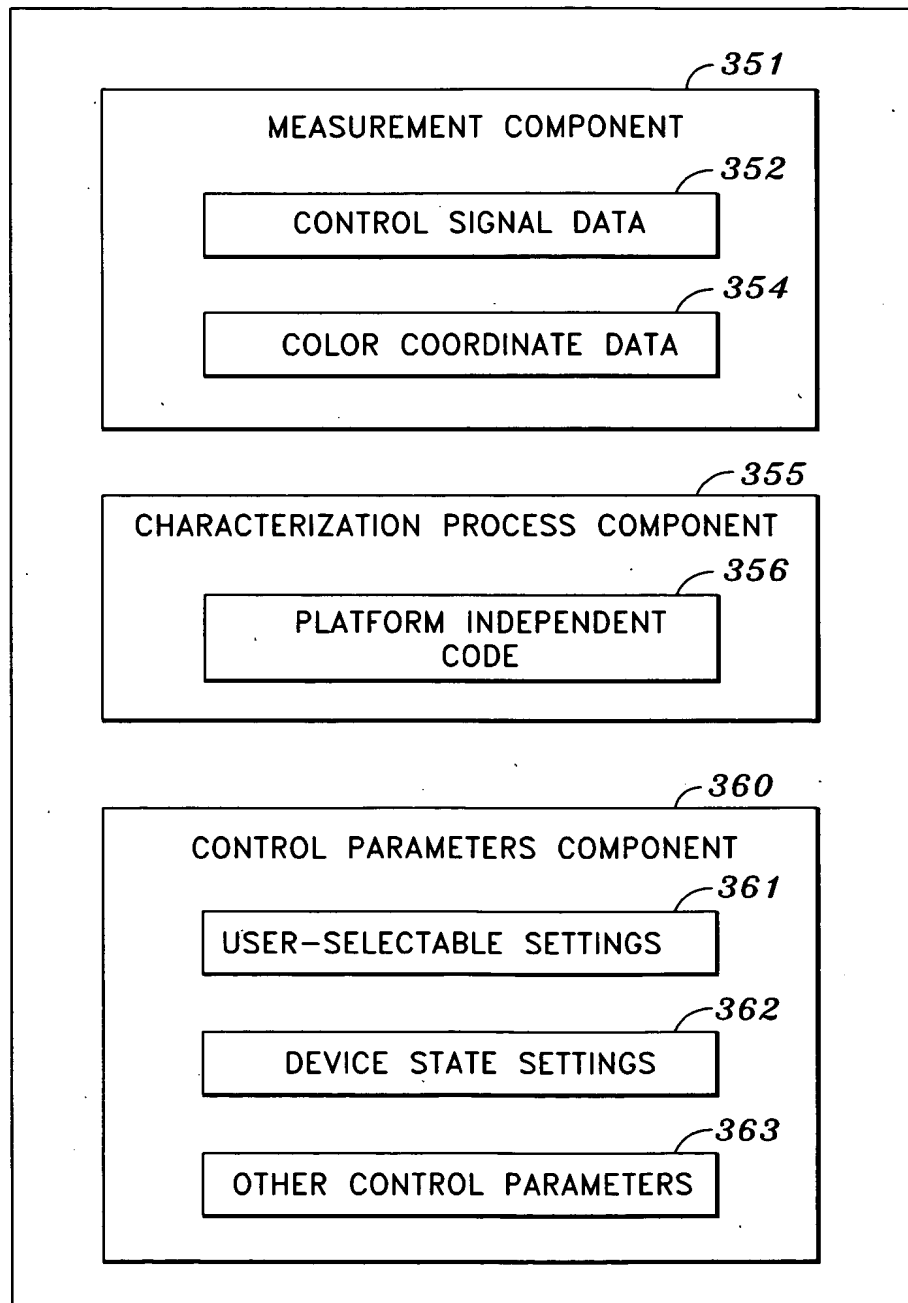 351
MEASUREMENT COMPONENT
352
CONTROL SIGNAL DATA
354
COLOR COORDINATE DATA
355
CHARACTERIZATION PROCESS COMPONENT
356
PLATFORM INDEPENDENT
CODE
360
CONTROL PARAMETERS COMPONENT
361
USER-SELECTABLE SETTINGS
362
DEVICE STATE SETTINGS
363
OTHER CONTROL PARAMETERS